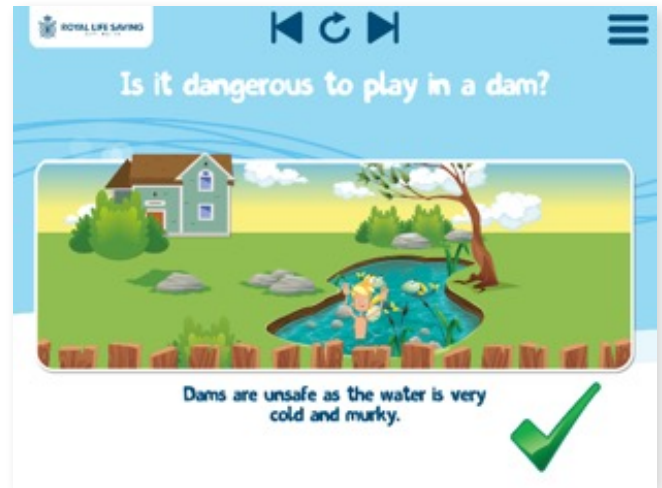 ROYAL LIFE SAVING
Is it dangerous to play in a dam?
Dams are unsafe as the water is very
cold and murky.